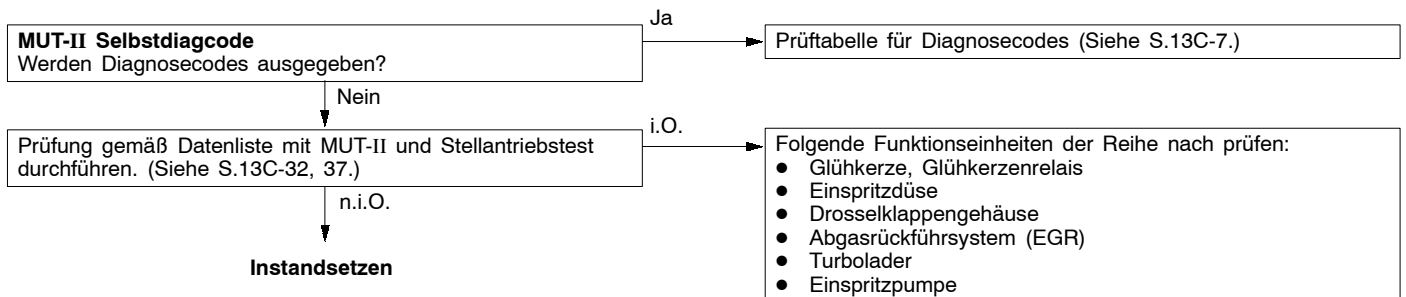 MUT-II Selbstdiagcode
Werden Diagnosecodes ausgegeben?
Ja
Prüftabelle für Diagnosecodes (Siehe S.13C-7.)
Nein
Prüfung gemäß Datenliste mit MUT-II und Stellantriebstest
durchführen. (Siehe S.13C-32, 37.)
i.O.
Folgende Funktionseinheiten der Reihe nach prüfen:
● Glühkerze, Glühkerzenrelais
● Einspritzdüse
● Drosselklappengehäuse
● Abgasrückführsystem (EGR)
● Turbolader
● Einspritzpumpe
n.i.O.
Instandsetzen